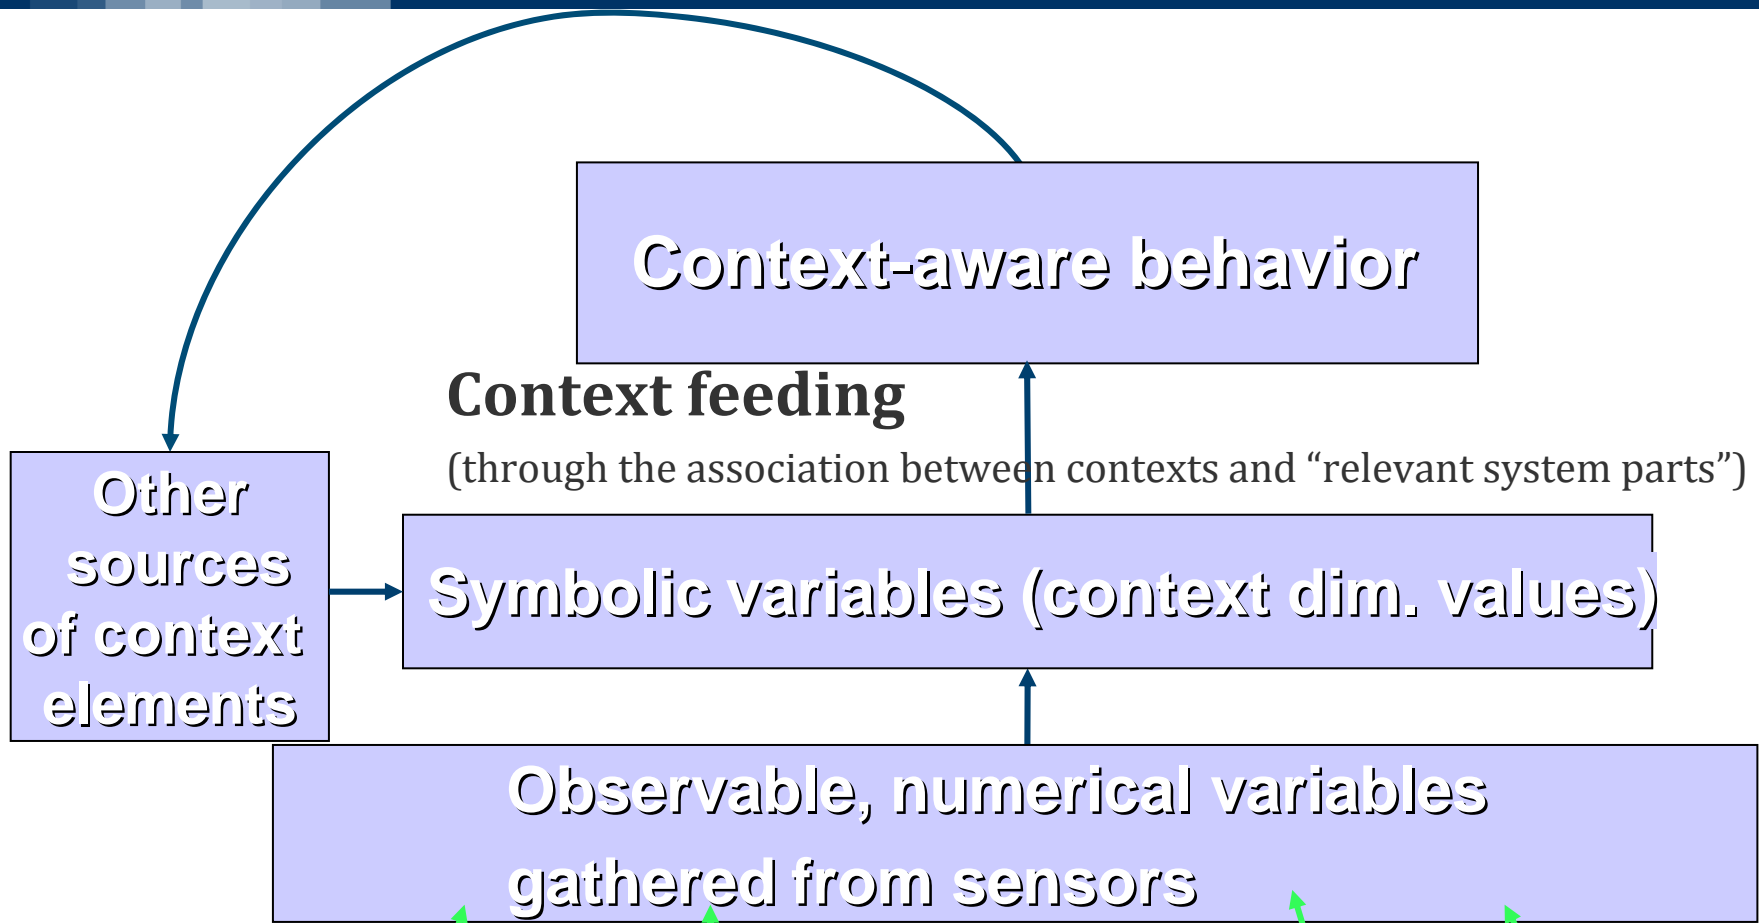 Context-aware behavior
Context feeding
(through the association between contexts and “relevant system parts”)
Other
sources
of context
elements
Symbolic variables (context dim. values)
Observable, numerical variables
gathered from sensors